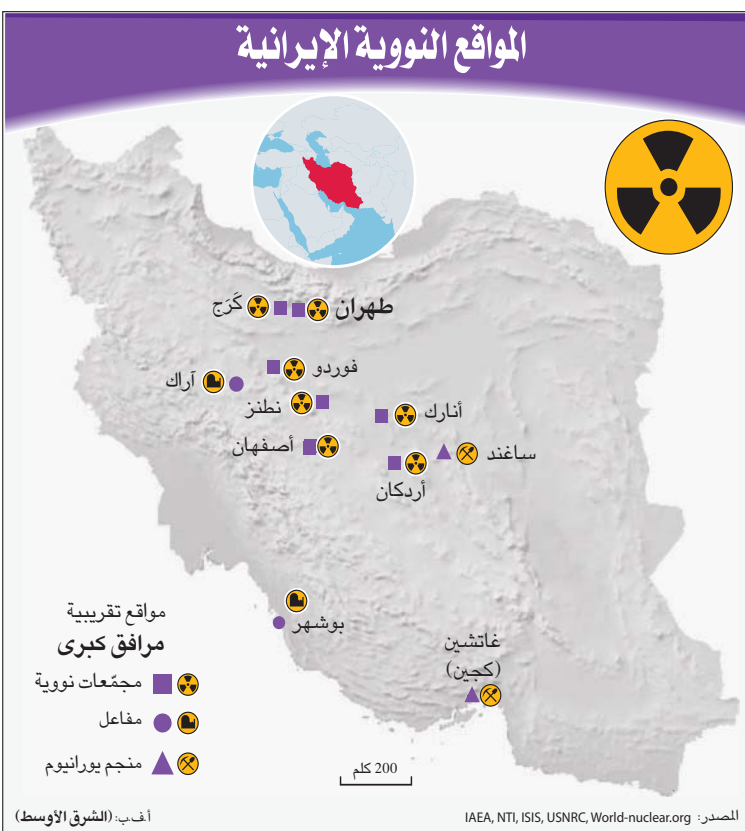 المواقع النووية الإيرانية
طهران
كَرَج
فوردو
آراك
نطنز
أنارك
أصفهان
ساغند
أردكان
بوشهر
غاتشين
(كجين)
مواقع تقريبية
مرافق كبرى
مجمّعات نووية
مفاعل
منجم يورانيوم
200 كلم
المصدر: IAEA, NTI, ISIS, USNRC, World-nuclear.org
أ.ف.ب: (الشرق الأوسط)